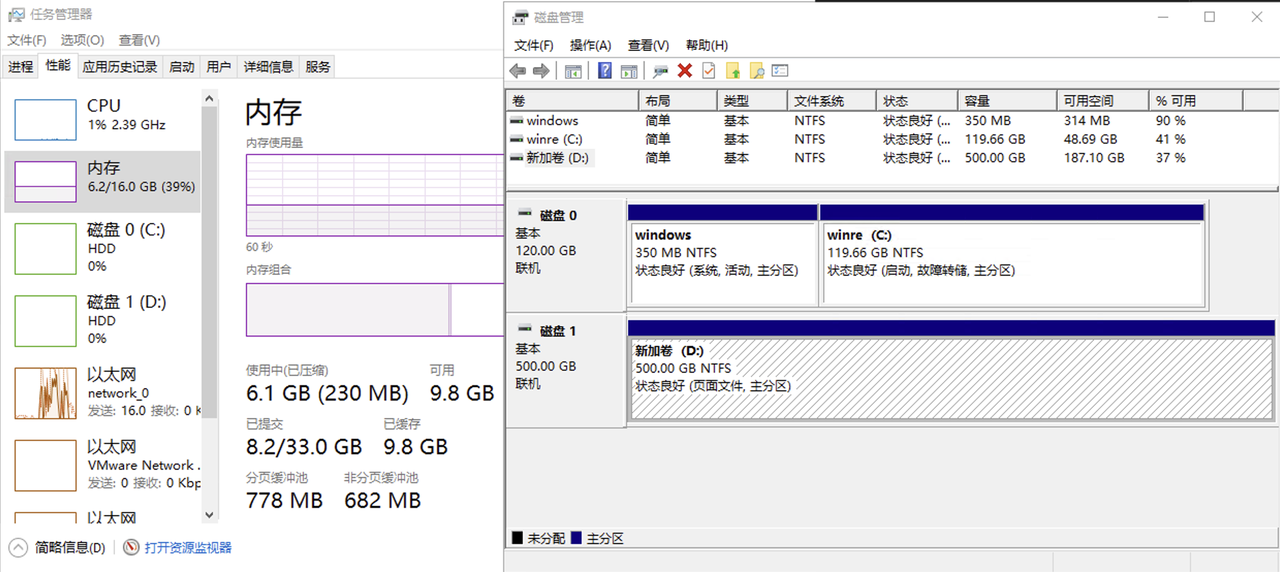 任务管理器
文件(F) 选项(O) 查看(V)
进程 性能 应用历史记录 启动 用户 详细信息 服务
CPU
1% 2.39 GHz
内存
6.2/16.0 GB (39%)
磁盘 0 (C:)
HDD
0%
磁盘 1 (D:)
HDD
0%
以太网
network_0
发送: 16.0 接收: 0 K
以太网
VMware Network .
发送: 0 接收: 0 Kbp
以太网
内存
内存使用量
60 秒
内存组合
使用中(已压缩) 可用
6.1 GB (230 MB) 9.8 GB
已提交 已缓存
8.2/33.0 GB 9.8 GB
分页缓冲池 非分页缓冲池
778 MB 682 MB
简略信息(D) 打开资源监视器
磁盘管理
文件(F) 操作(A) 查看(V) 帮助(H)
卷 布局 类型 文件系统 状态 容量 可用空间 % 可用
windows 简单 基本 NTFS 状态良好 (... 350 MB 314 MB 90 %
winre (C:) 简单 基本 NTFS 状态良好 (... 119.66 GB 48.69 GB 41 %
新加卷 (D:) 简单 基本 NTFS 状态良好 (... 500.00 GB 187.10 GB 37 %
磁盘 0
基本
120.00 GB
联机
windows
350 MB NTFS
状态良好 (系统, 活动, 主分区)
winre (C:)
119.66 GB NTFS
状态良好 (启动, 故障转储, 主分区)
磁盘 1
基本
500.00 GB
联机
新加卷 (D:)
500.00 GB NTFS
状态良好 (页面文件, 主分区)
未分配 主分区